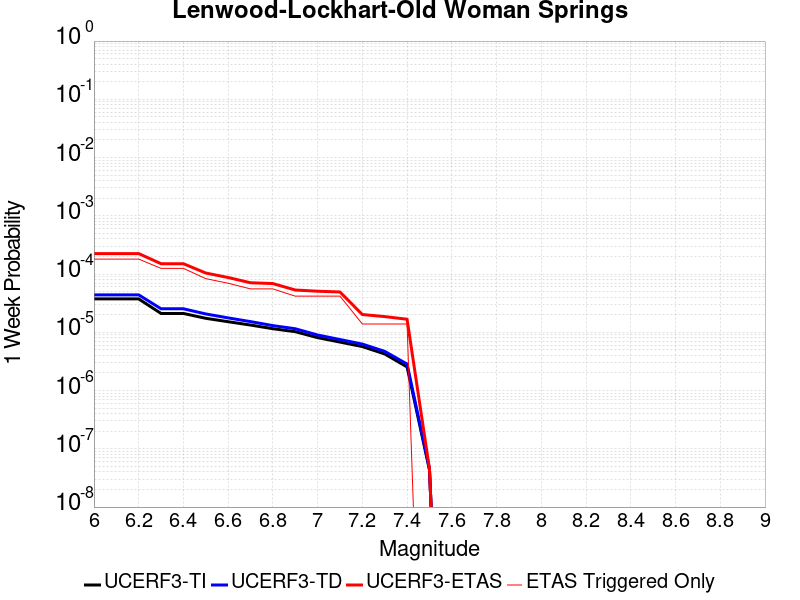 Lenwood-Lockhart-Old Woman Springs
10^0
10^-1
10^-2
10^-3
10^-4
10^-5
10^-6
10^-7
10^-8
1 Week Probability
6 6.2 6.4 6.6 6.8 7 7.2 7.4 7.6 7.8 8 8.2 8.4 8.6 8.8 9
Magnitude
UCERF3-TI UCERF3-TD UCERF3-ETAS ETAS Triggered Only